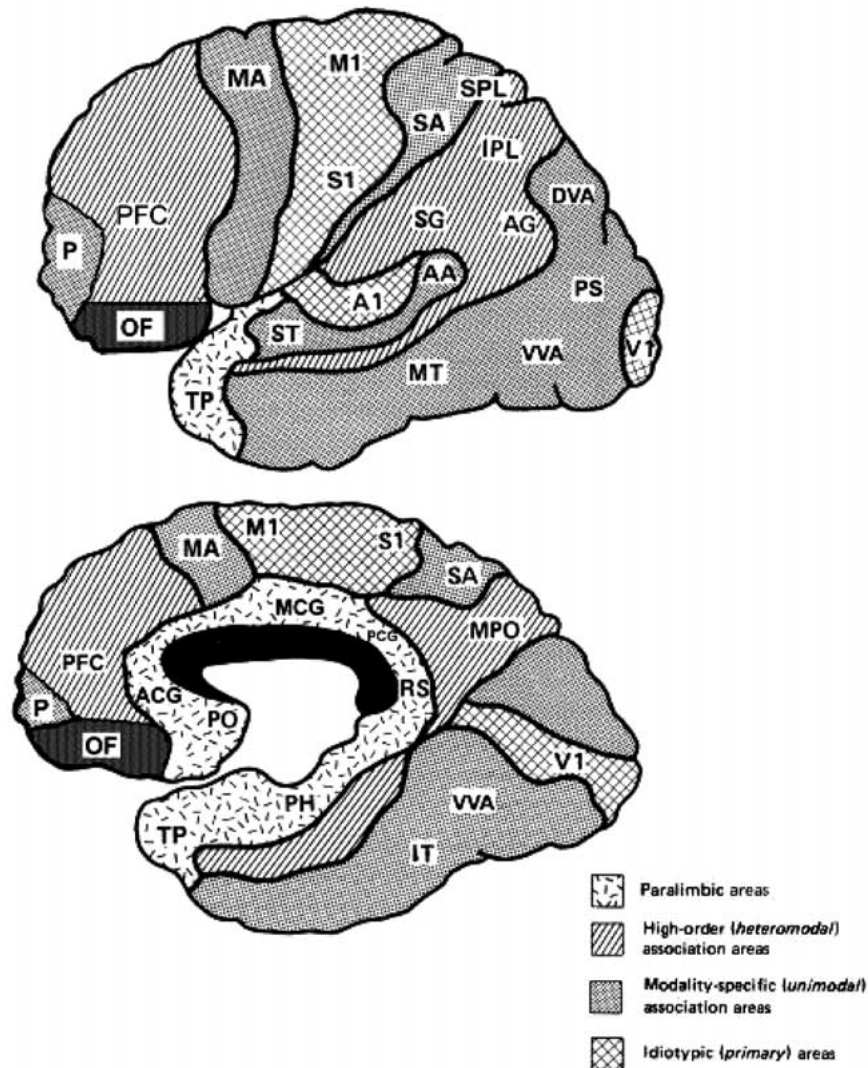 MA
M1
SPL
SA
IPL
S1
DVA
PFC
SG
AG
P
AA
PS
A1
OF
ST
V1
VVA
MT
TP
M1
MA
S1
SA
MCG
MPO
PCG
PFC
ACG
RS
P
PO
OF
V1
PH
VVA
TP
IT
Paralimbic areas
High-order (heteromodal)
association areas
Modality-specific (unimodal)
association areas
Idiotypic (primary) areas